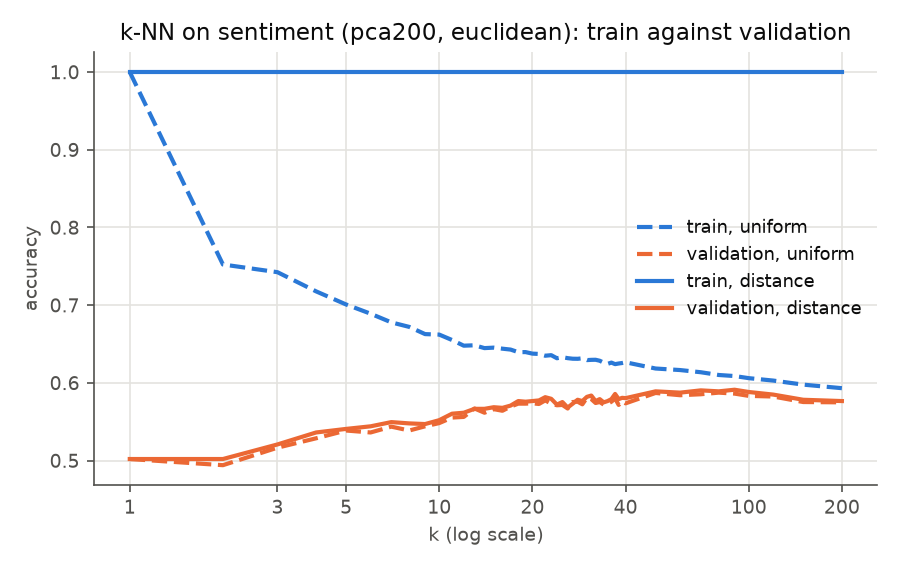 k-NN on sentiment (pca200, euclidean): train against validation
accuracy
1.0
0.9
0.8
0.7
0.6
0.5
train, uniform
validation, uniform
train, distance
validation, distance
1 3 5 10 20 40 100 200
k (log scale)